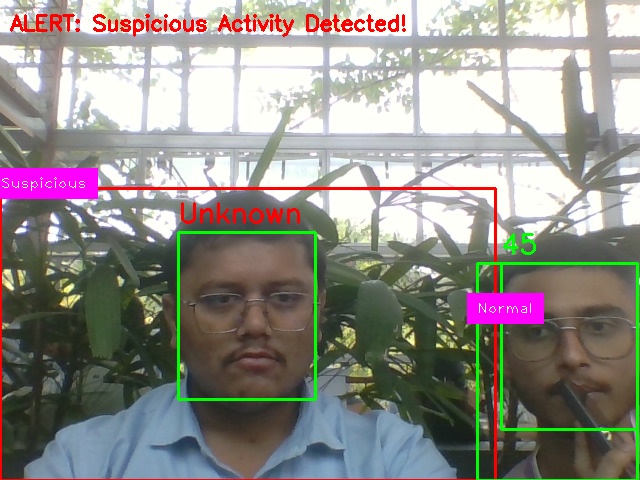 ALERT: Suspicious Activity Detected!
Suspicious
Unknown
45
Normal